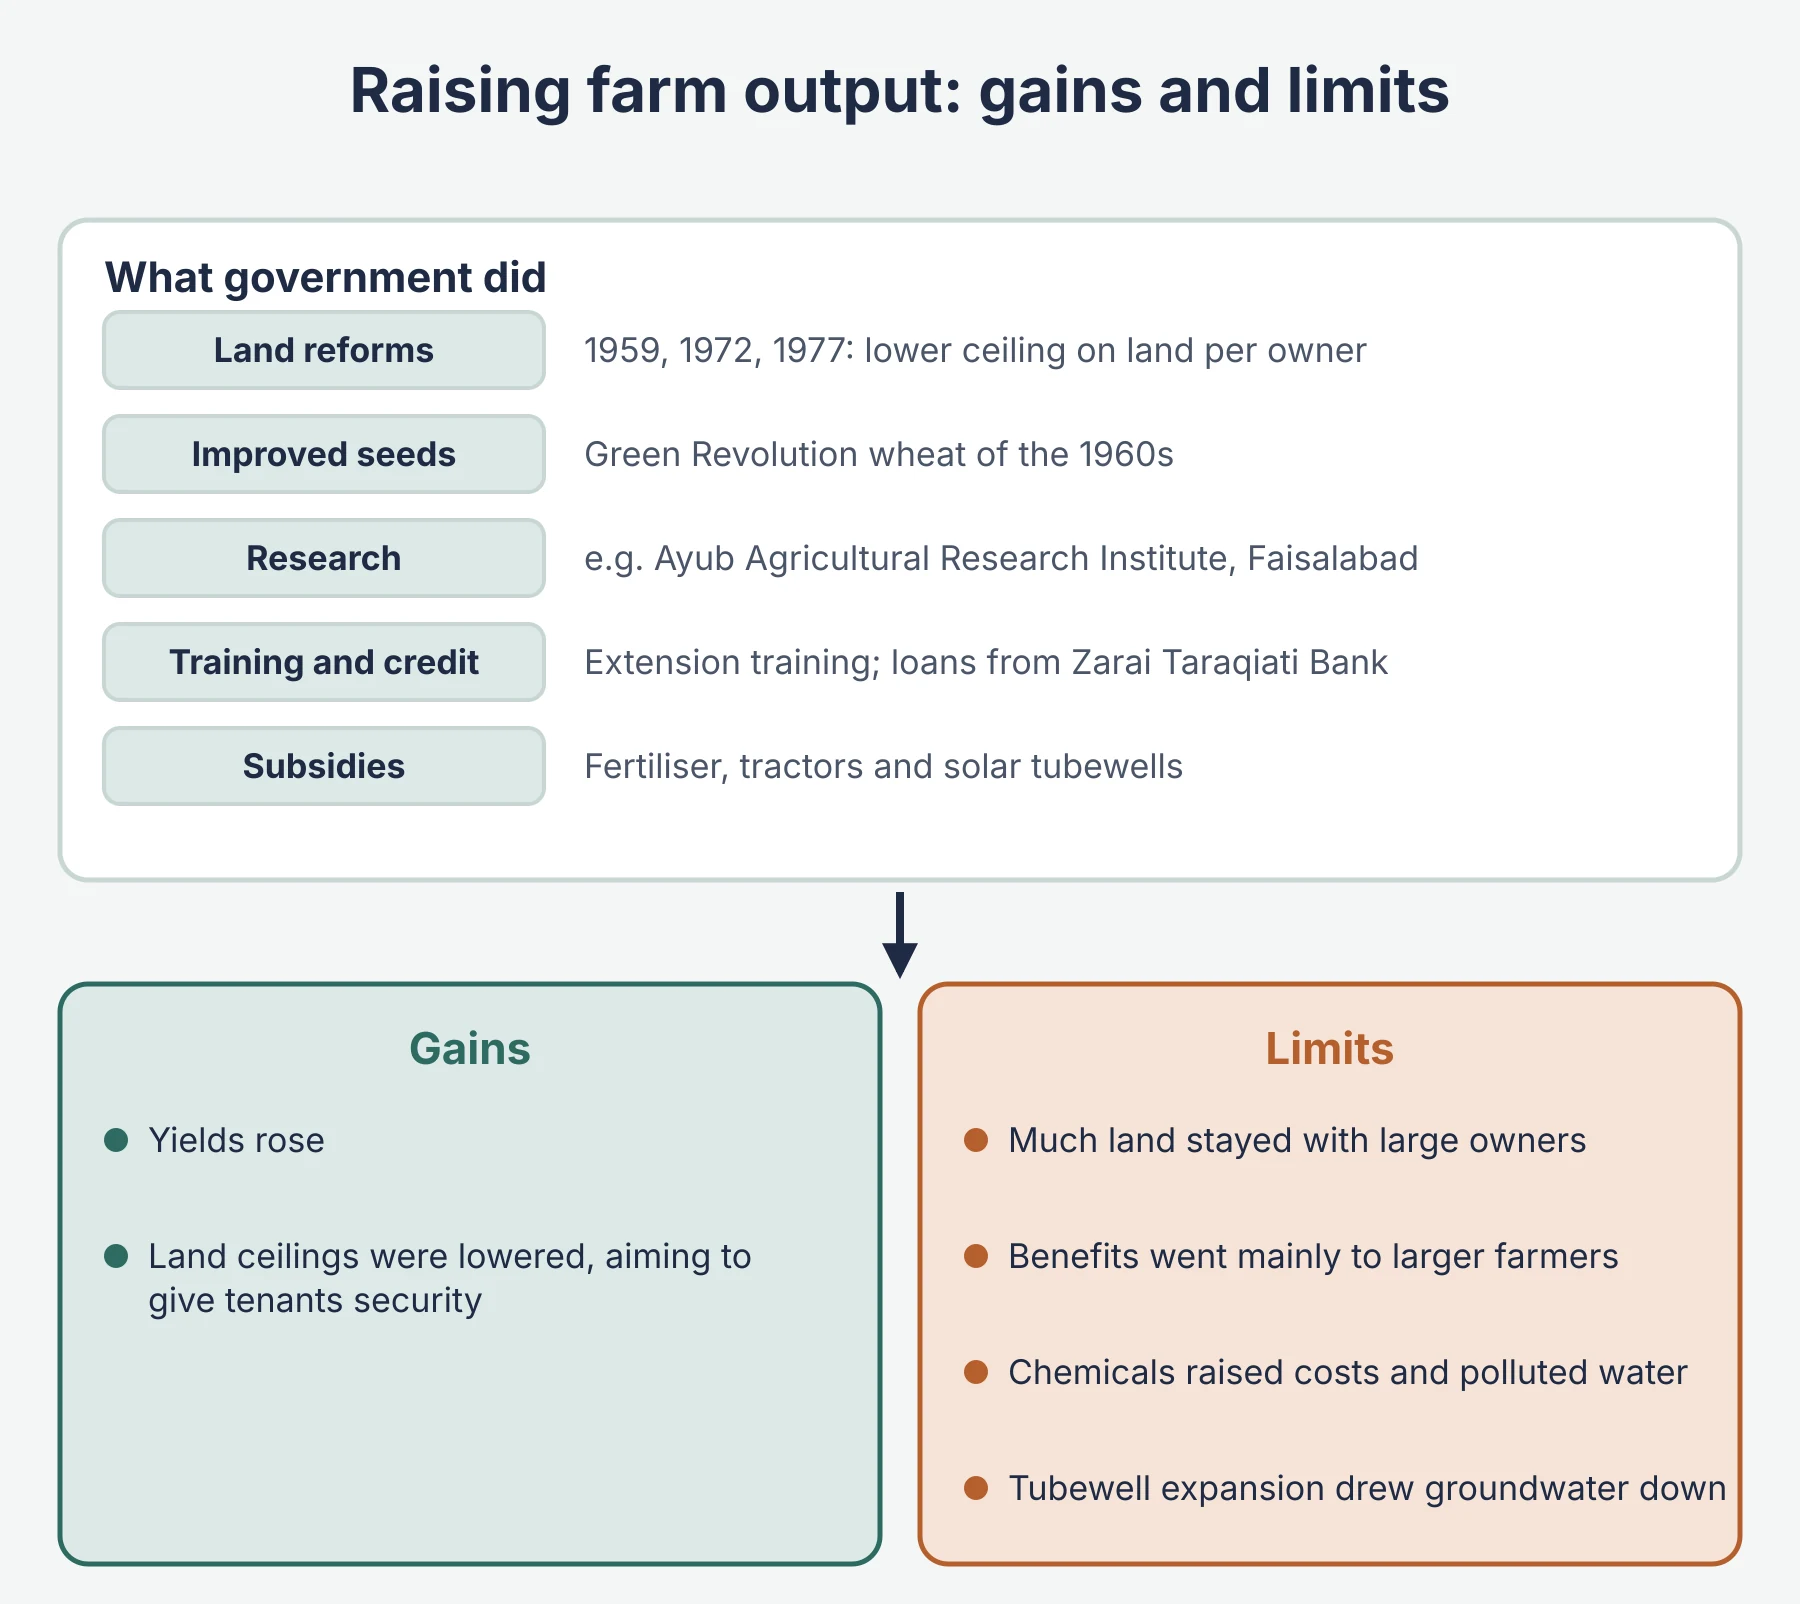 Raising farm output: gains and limits
What government did
Land reforms
1959, 1972, 1977: lower ceiling on land per owner
Improved seeds
Green Revolution wheat of the 1960s
Research
e.g. Ayub Agricultural Research Institute, Faisalabad
Training and credit
Extension training; loans from Zarai Taraqiati Bank
Subsidies
Fertiliser, tractors and solar tubewells
Gains
Yields rose
Land ceilings were lowered, aiming to
give tenants security
Limits
Much land stayed with large owners
Benefits went mainly to larger farmers
Chemicals raised costs and polluted water
Tubewell expansion drew groundwater down